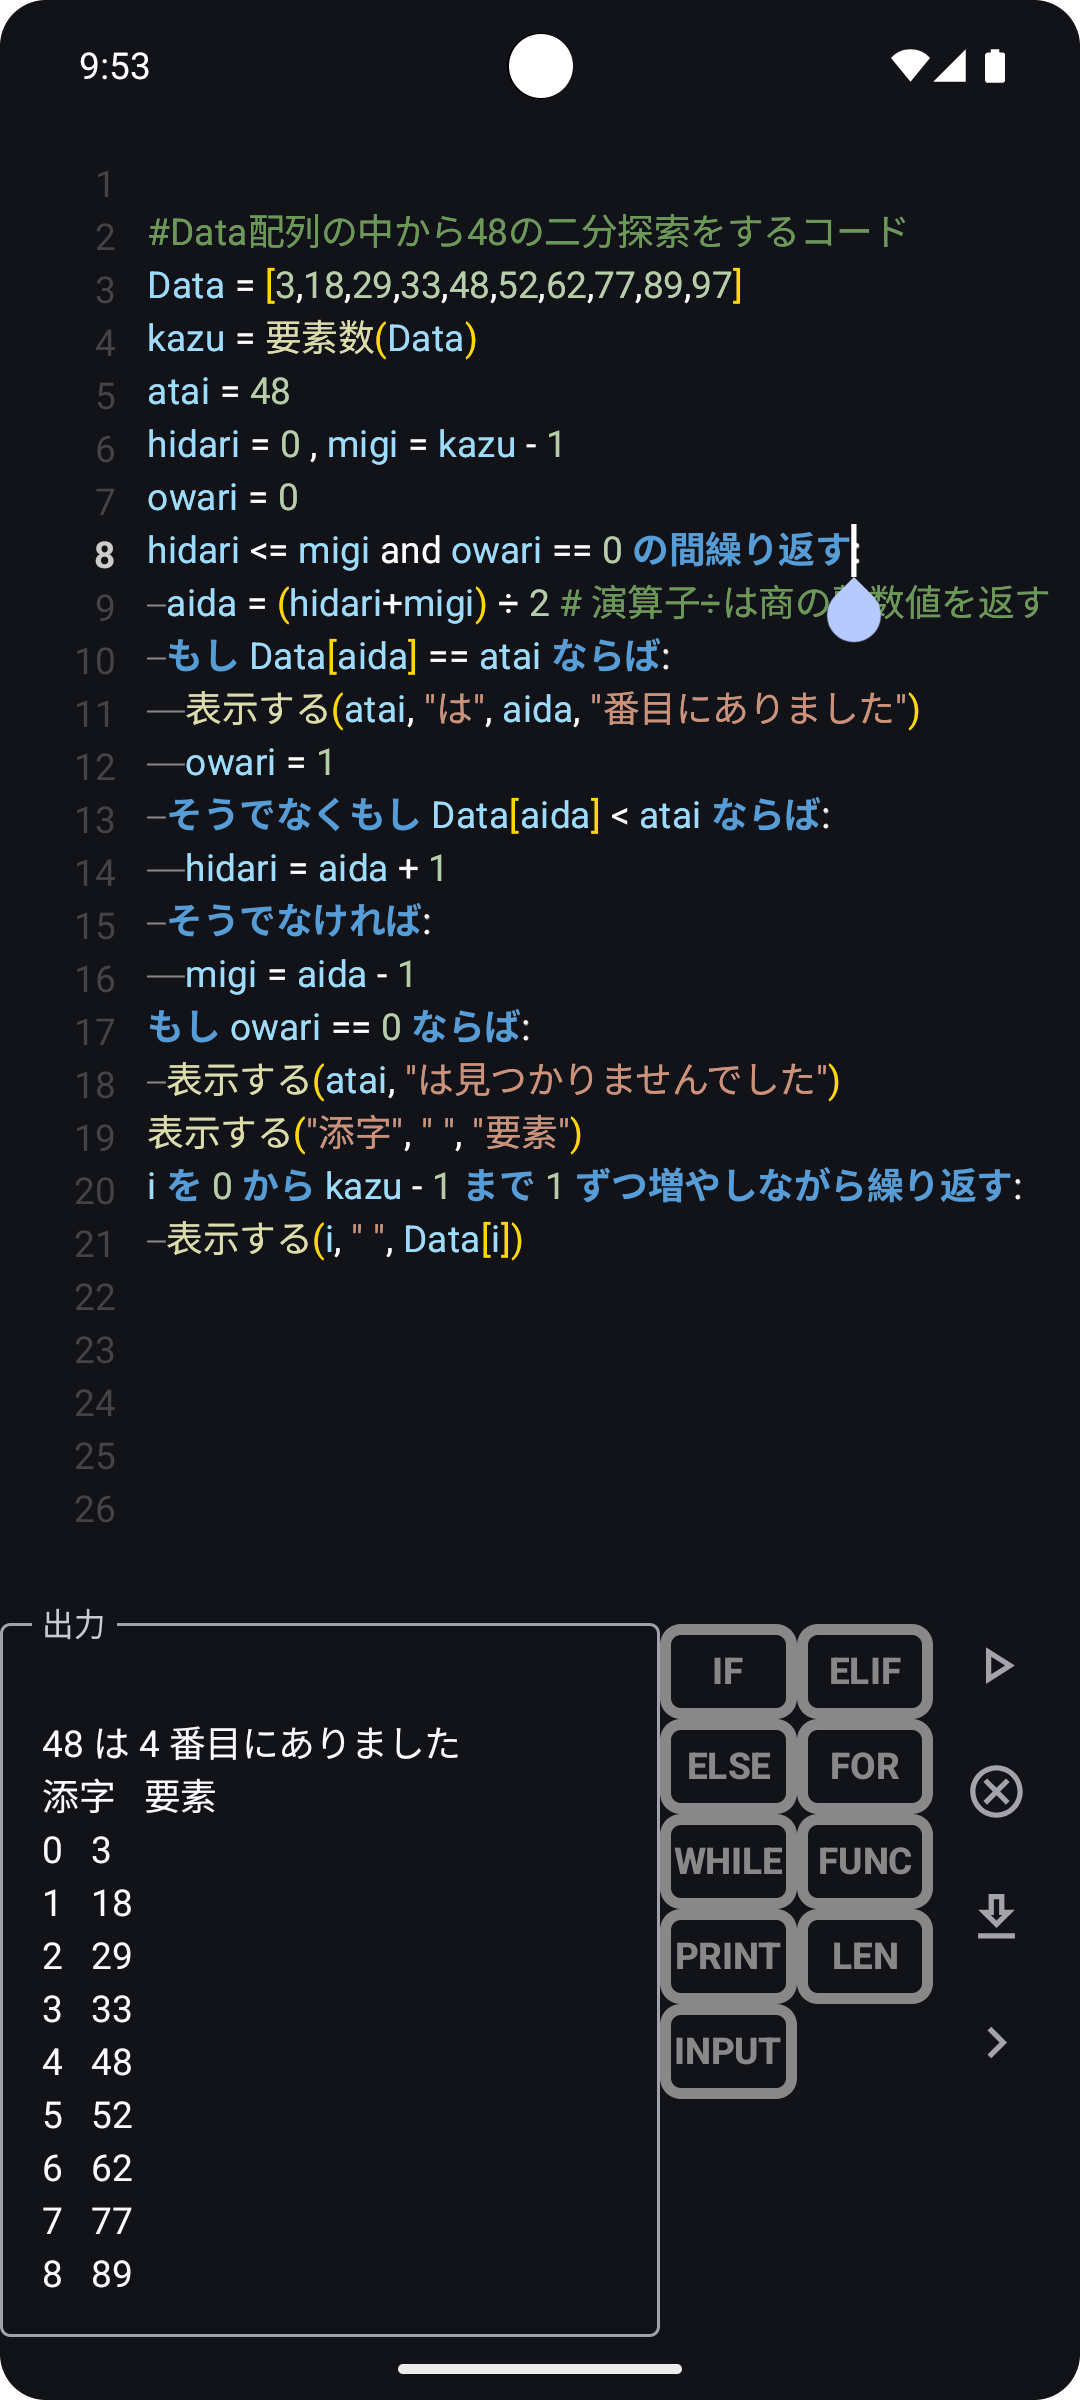 9:53
1
2 #Data配列の中から48の二分探索をするコード
3 Data = [3,18,29,33,48,52,62,77,89,97]
4 kazu = 要素数(Data)
5 atai = 48
6 hidari = 0 , migi = kazu - 1
7 owari = 0
8 hidari <= migi and owari == 0 の間繰り返す:
9 –aida = (hidari+migi) ÷ 2 # 演算子÷は商の 数値を返す
10 –もし Data[aida] == atai ならば:
11 ––表示する(atai, "は", aida, "番目にありました")
12 ––owari = 1
13 –そうでなくもし Data[aida] < atai ならば:
14 ––hidari = aida + 1
15 –そうでなければ:
16 ––migi = aida - 1
17 もし owari == 0 ならば:
18 –表示する(atai, "は見つかりませんでした")
19 表示する("添字", " ", "要素")
20 i を 0 から kazu - 1 まで 1 ずつ増やしながら繰り返す:
21 –表示する(i, " ", Data[i])
22
23
24
25
26
出力
48 は 4 番目にありました
添字 要素
0 3
1 18
2 29
3 33
4 48
5 52
6 62
7 77
8 89
IF ELIF
ELSE FOR
WHILE FUNC
PRINT LEN
INPUT